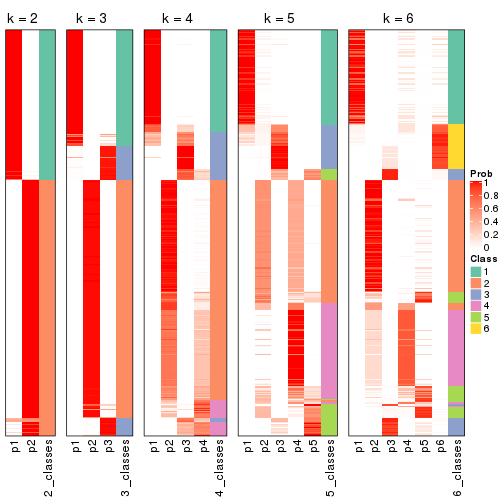 k = 2
k = 3
k = 4
k = 5
k = 6
Prob
1
0.8
0.6
0.4
0.2
0
Class
1
2
3
4
5
6
p1
p2
2_classes
p1
p2
p3
3_classes
p1
p2
p3
p4
4_classes
p1
p2
p3
p4
p5
5_classes
p1
p2
p3
p4
p5
p6
6_classes